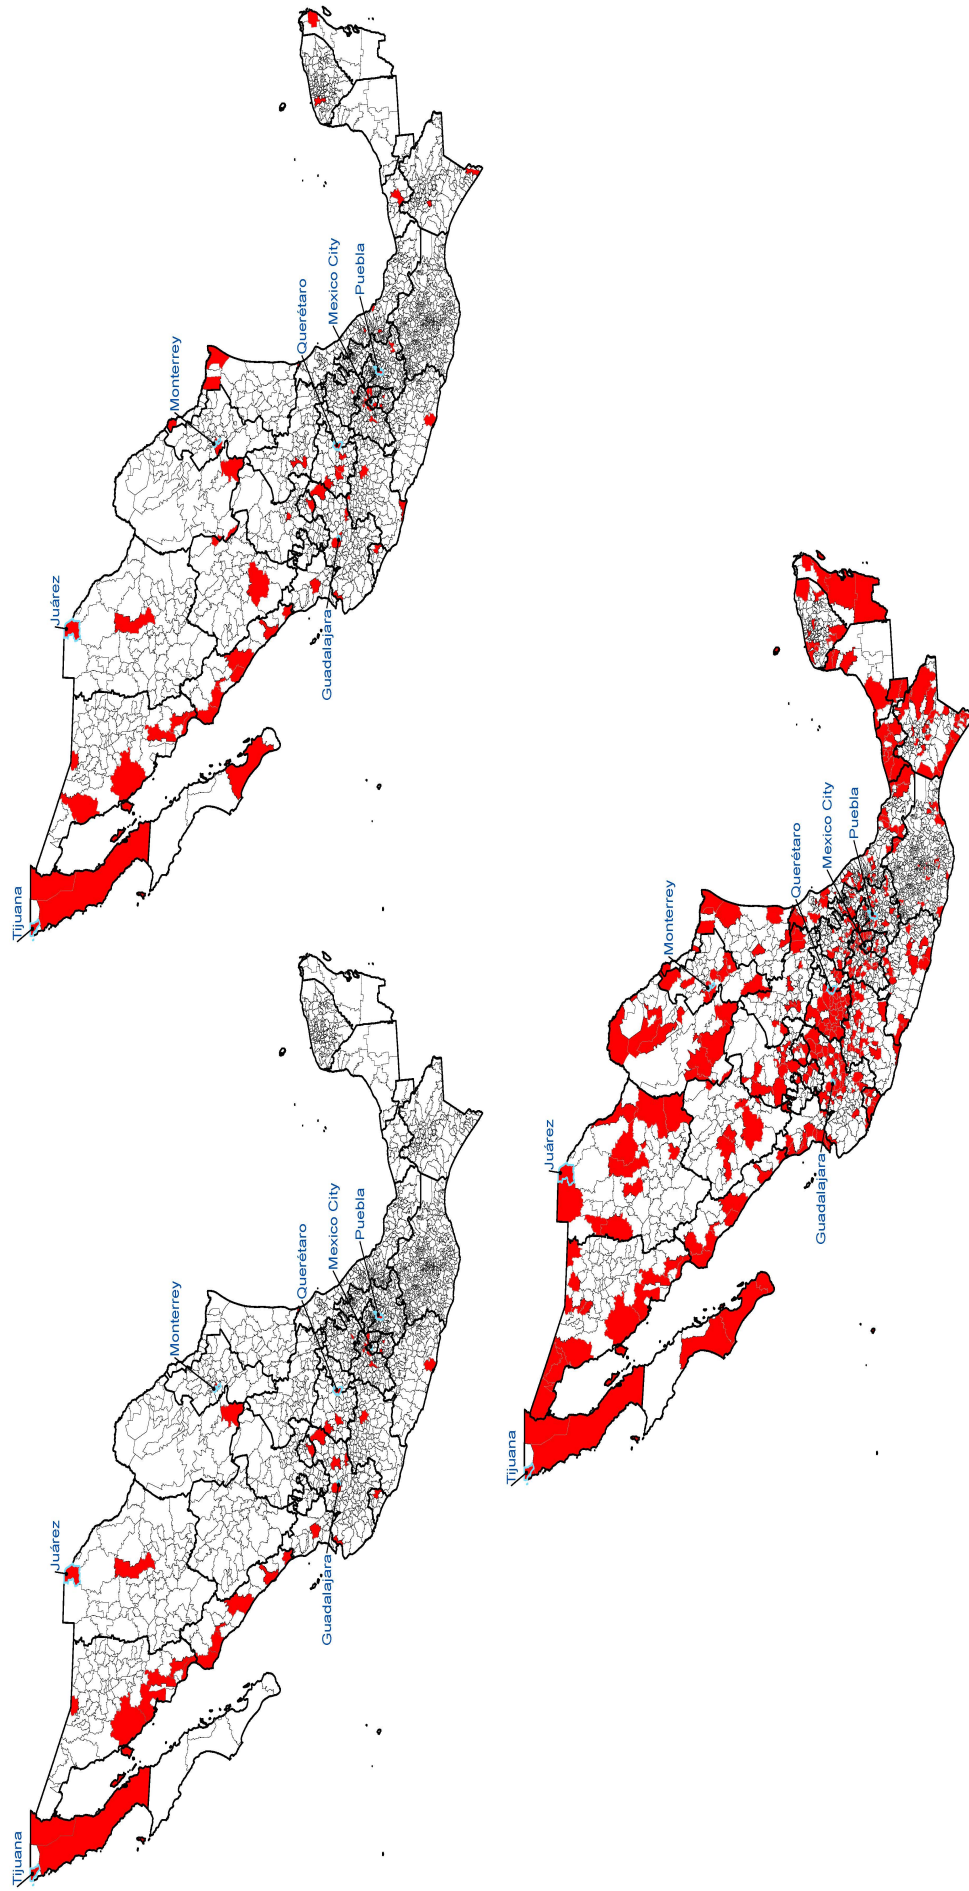 Tijuana
Juárez
Monterrey
Querétaro
Mexico City
Puebla
Guadalajara
Tijuana
Juárez
Monterrey
Querétaro
Mexico City
Puebla
Guadalajara
Tijuana
Juárez
Monterrey
Querétaro
Mexico City
Puebla
Guadalajara